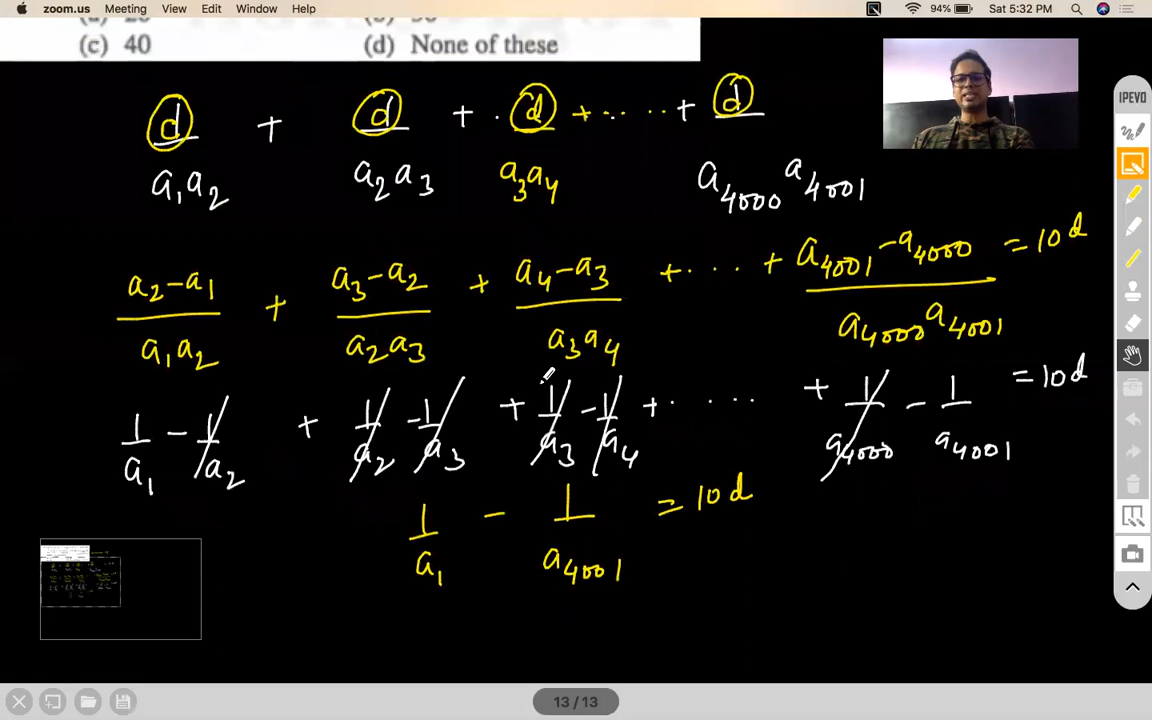 zoom.us Meeting View Edit Window Help 94% Sat 5:32 PM
(c) 40 (d) None of these
IPEVO
d/a₁a₂ + d/a₂a₃ + d/a₃a₄ + ..... + d/a₄₀₀₀a₄₀₀₁
(a₂-a₁)/a₁a₂ + (a₃-a₂)/a₂a₃ + (a₄-a₃)/a₃a₄ + ... + (a₄₀₀₁-a₄₀₀₀)/a₄₀₀₀a₄₀₀₁ = 10d
1/a₁ - 1/a₂ + 1/a₂ - 1/a₃ + 1/a₃ - 1/a₄ + .... + 1/a₄₀₀₀ - 1/a₄₀₀₁ = 10d
1/a₁ - 1/a₄₀₀₁ = 10d
13 / 13